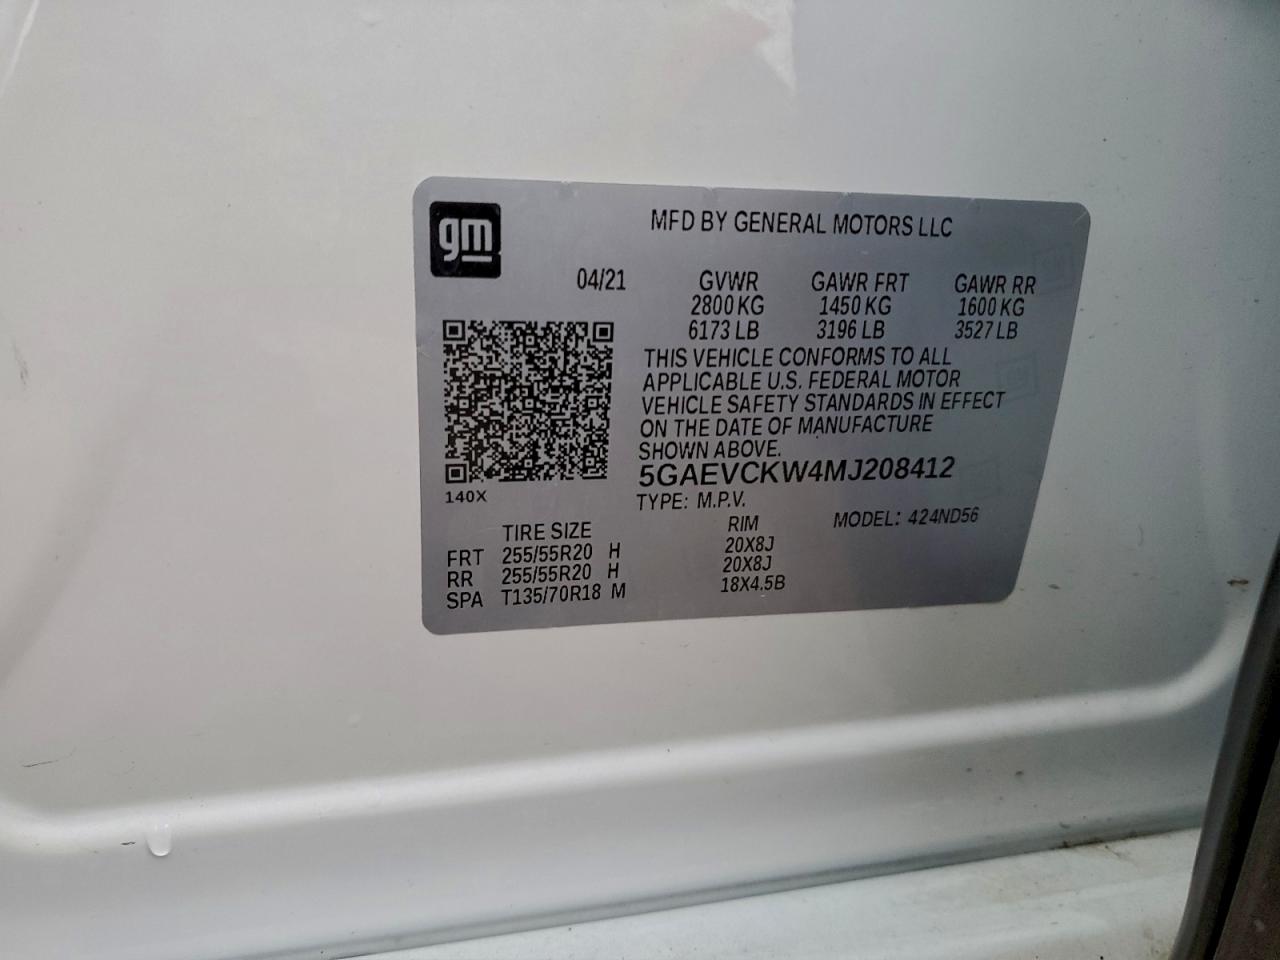 gm
MFD BY GENERAL MOTORS LLC
04/21 GVWR GAWR FRT GAWR RR
2800 KG 1450 KG 1600 KG
6173 LB 3196 LB 3527 LB
THIS VEHICLE CONFORMS TO ALL
APPLICABLE U.S. FEDERAL MOTOR
VEHICLE SAFETY STANDARDS IN EFFECT
ON THE DATE OF MANUFACTURE
SHOWN ABOVE.
5GAEVCKW4MJ208412
140X
TYPE: M.P.V.
MODEL: 424ND56
TIRE SIZE RIM
FRT 255/55R20 H 20X8J
RR 255/55R20 H 20X8J
SPA T135/70R18 M 18X4.5B